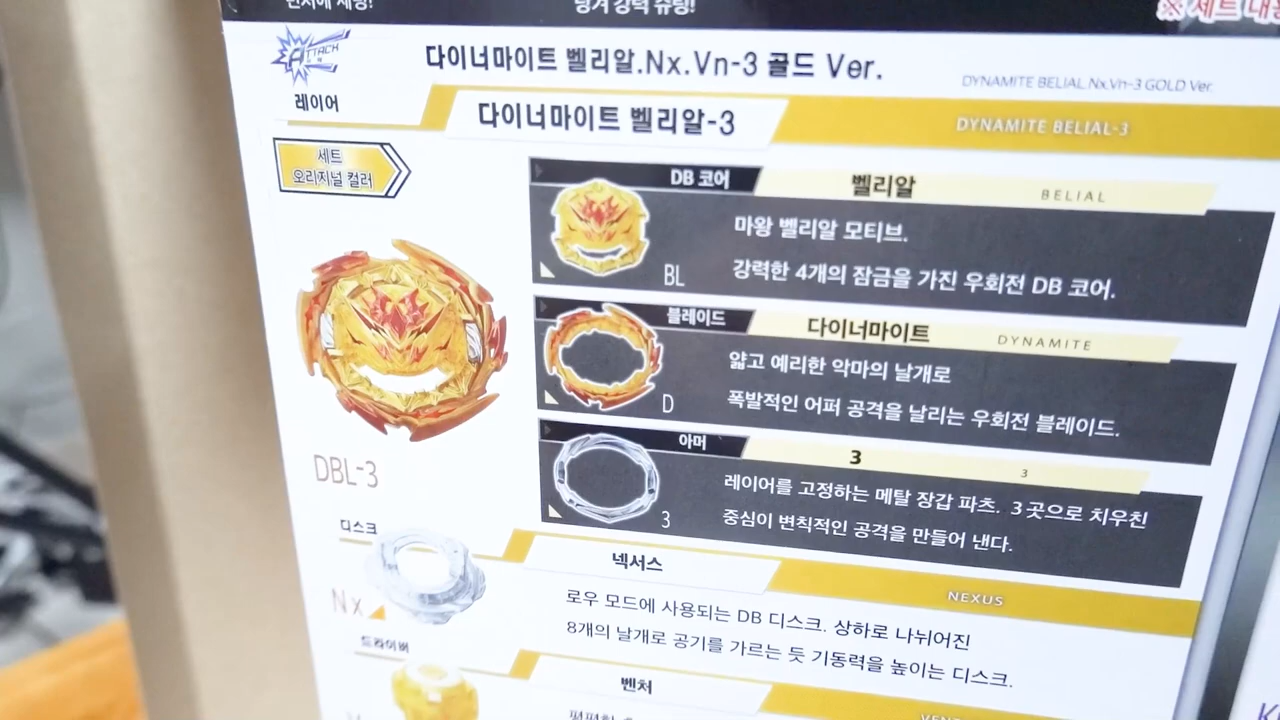 당겨 강력 슈팅!
※ 세트 내
ATTACK
다이너마이트 벨리알.Nx.Vn-3 골드 Ver.
DYNAMITE BELIAL.Nx.Vn-3 GOLD Ver.
레이어
다이너마이트 벨리알-3
DYNAMITE BELIAL-3
세트
오리지널 컬러
DB 코어
벨리알
BELIAL
마왕 벨리알 모티브.
강력한 4개의 잠금을 가진 우회전 DB 코어.
BL
블레이드
다이너마이트
DYNAMITE
얇고 예리한 악마의 날개로
폭발적인 어퍼 공격을 날리는 우회전 블레이드.
D
아머
3
3
레이어를 고정하는 메탈 장갑 파츠. 3곳으로 치우친
중심이 변칙적인 공격을 만들어 낸다.
3
DBL-3
디스크
넥서스
NEXUS
Nx
로우 모드에 사용되는 DB 디스크. 상하로 나뉘어진
8개의 날개로 공기를 가르는 듯 기동력을 높이는 디스크.
드라이버
벤처